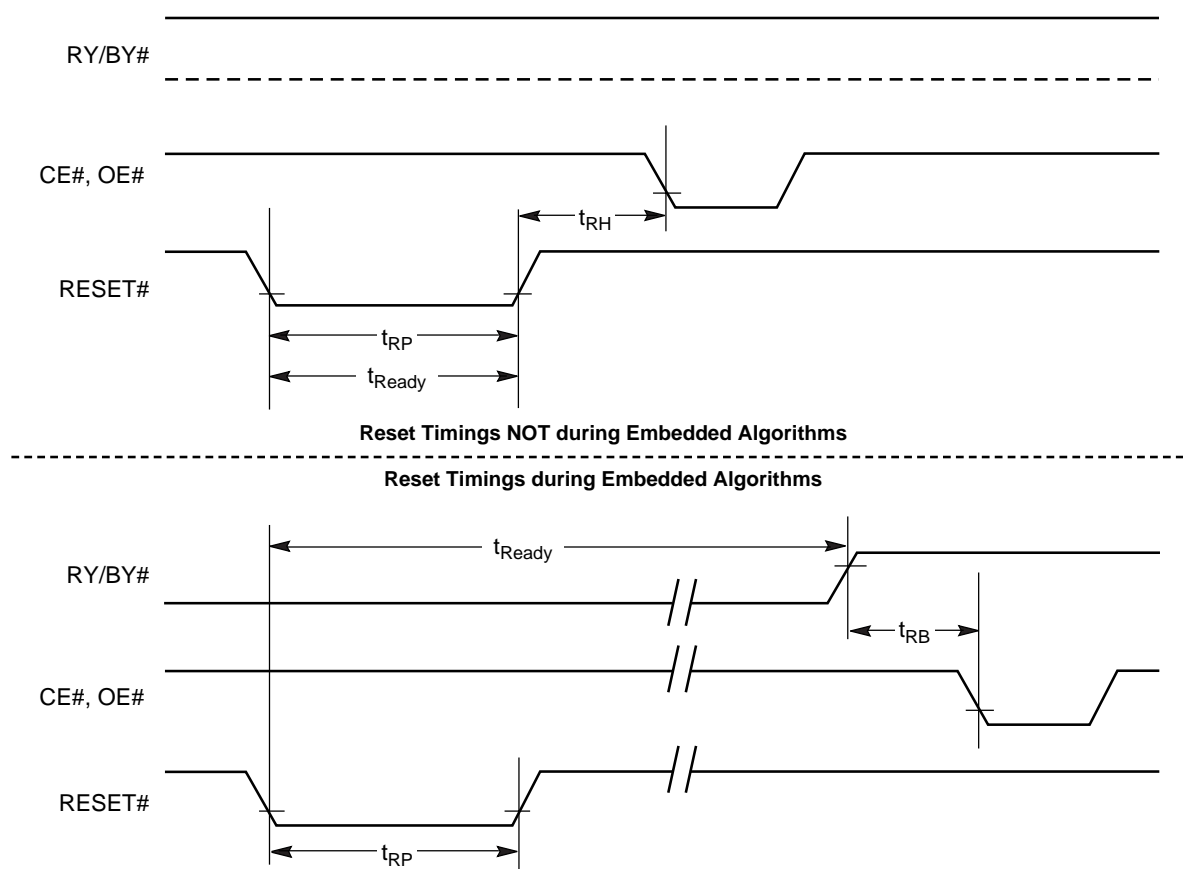 RY/BY#
CE#, OE#
tRH
RESET#
tRP
tReady
Reset Timings NOT during Embedded Algorithms
Reset Timings during Embedded Algorithms
tReady
RY/BY#
tRB
CE#, OE#
RESET#
tRP